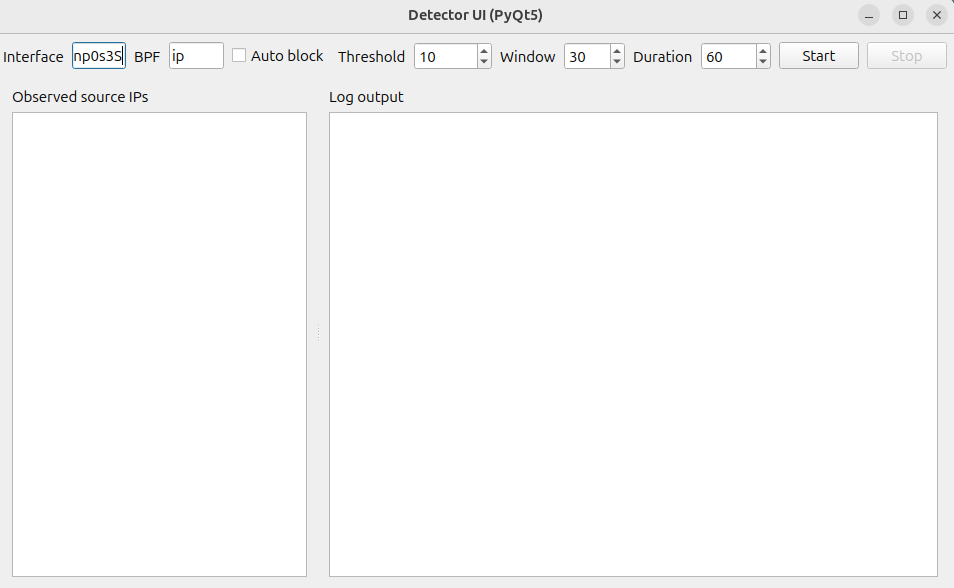 Detector UI (PyQt5)
Interface np0s3S BPF ip Auto block Threshold 10 Window 30 Duration 60 Start Stop
Observed source IPs Log output